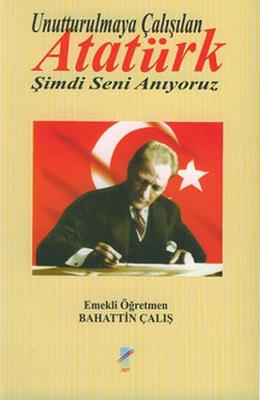 Unutturulmaya Çalışılan
Atatürk
Şimdi Seni Anıyoruz
Emekli Öğretmen
BAHATTİN ÇALIŞ